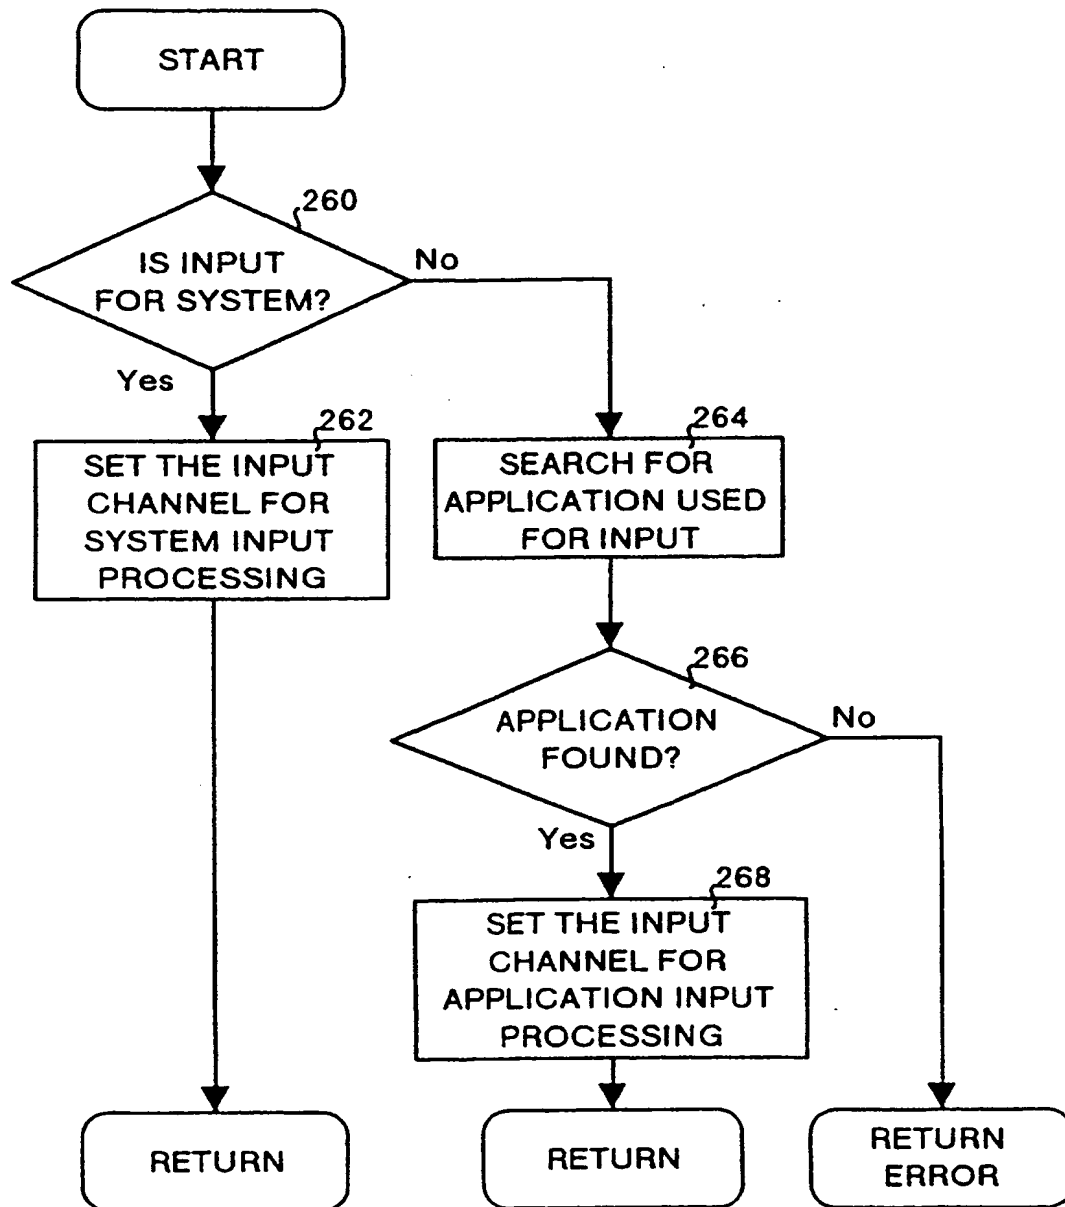 START
260
IS INPUT
FOR SYSTEM?
No
Yes
262
SET THE INPUT
CHANNEL FOR
SYSTEM INPUT
PROCESSING
264
SEARCH FOR
APPLICATION USED
FOR INPUT
266
APPLICATION
FOUND?
No
Yes
268
SET THE INPUT
CHANNEL FOR
APPLICATION INPUT
PROCESSING
RETURN
RETURN
RETURN
ERROR